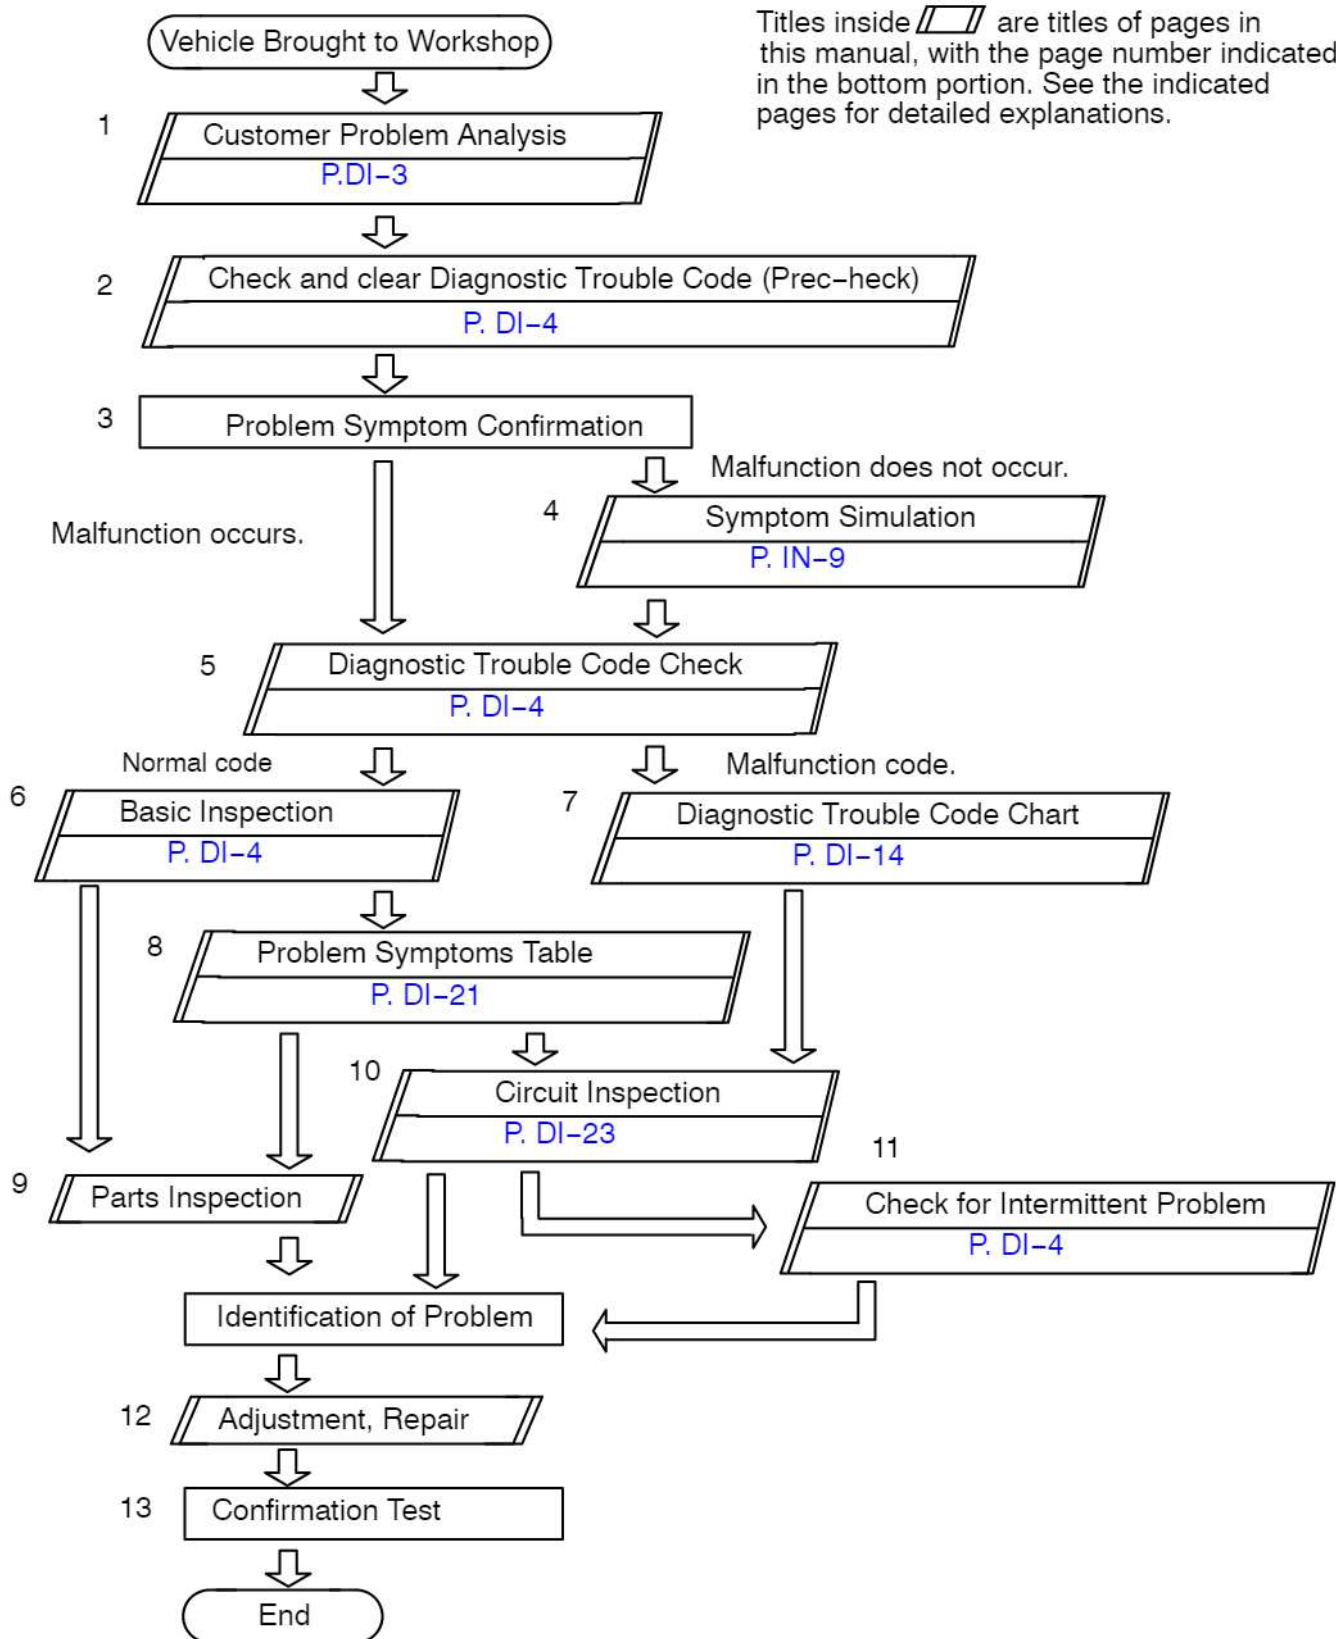 Vehicle Brought to Workshop
Titles inside are titles of pages in
this manual, with the page number indicated
in the bottom portion. See the indicated
pages for detailed explanations.
1
Customer Problem Analysis
P.DI-3
2
Check and clear Diagnostic Trouble Code (Prec-heck)
P. DI-4
3
Problem Symptom Confirmation
Malfunction does not occur.
Malfunction occurs.
4
Symptom Simulation
P. IN-9
5
Diagnostic Trouble Code Check
P. DI-4
Normal code
Malfunction code.
6
Basic Inspection
P. DI-4
7
Diagnostic Trouble Code Chart
P. DI-14
8
Problem Symptoms Table
P. DI-21
10
Circuit Inspection
P. DI-23
11
9
Parts Inspection
Check for Intermittent Problem
P. DI-4
Identification of Problem
12
Adjustment, Repair
13
Confirmation Test
End